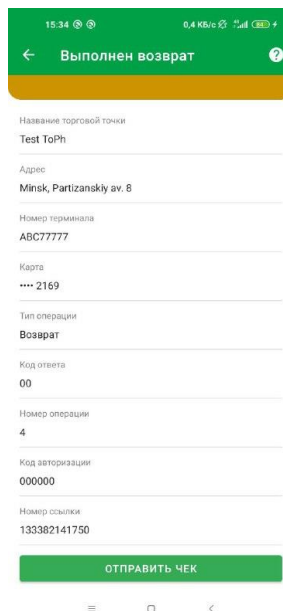 15:34 0,4 КБ/с
Выполнен возврат
Название торговой точки
Test ToPh
Адрес
Minsk, Partizanskiy av. 8
Номер терминала
ABC77777
Карта
•••• 2169
Тип операции
Возврат
Код ответа
00
Номер операции
4
Код авторизации
000000
Номер ссылки
133382141750
ОТПРАВИТЬ ЧЕК